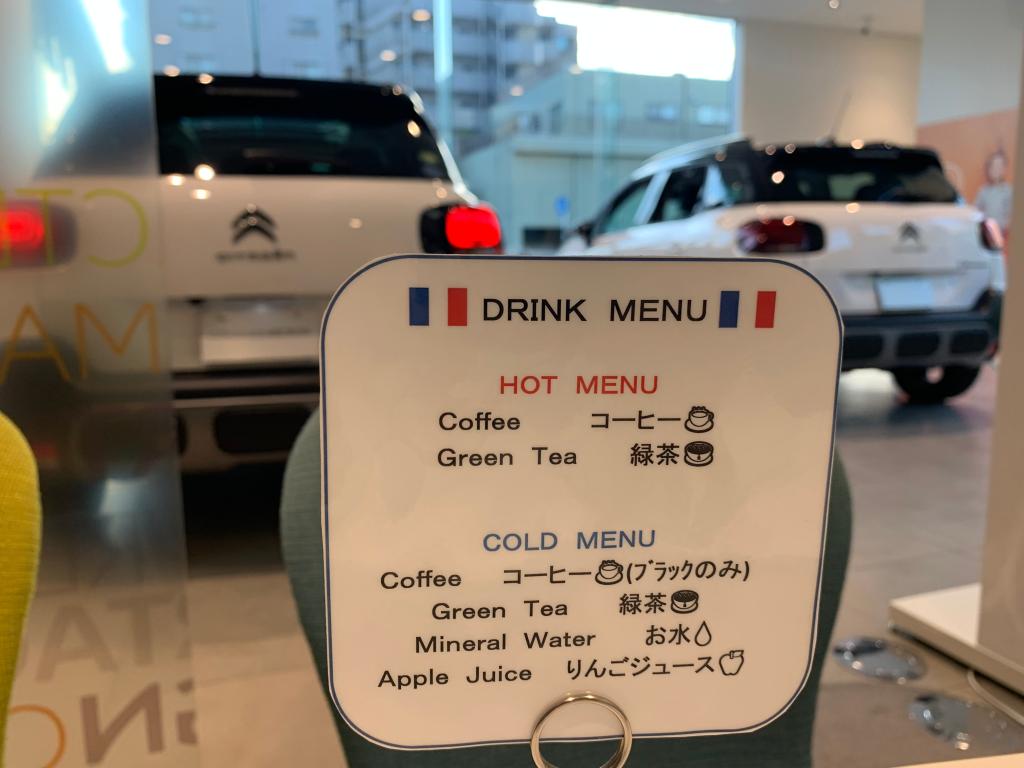 DRINK MENU
HOT MENU
Coffee コーヒー
Green Tea 緑茶
COLD MENU
Coffee コーヒー(ﾌﾞﾗｯｸのみ)
Green Tea 緑茶
Mineral Water お水
Apple Juice りんごジュース
CITROËN